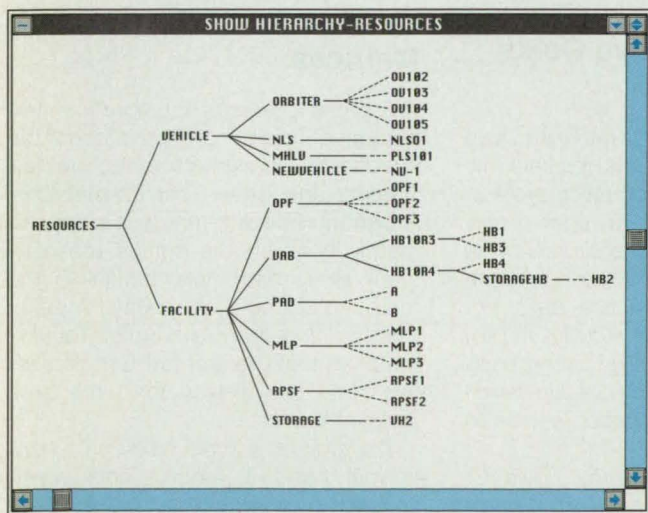 SHOW HIERARCHY-RESOURCES
OV102
OV103
ORBITER
OV104
OV105
VEHICLE
NLS NLS01
MHLV PLS101
NEWVEHICLE NV-1
OPF1
OPF OPF2
OPF3
RESOURCES
HB1
HB1OR3
HB3
VAB
HB4
HB1OR4
STORAGEHB HB2
A
FACILITY PAD
B
MLP1
MLP MLP2
MLP3
RPSF1
RPSF
RPSF2
STORAGE VH2